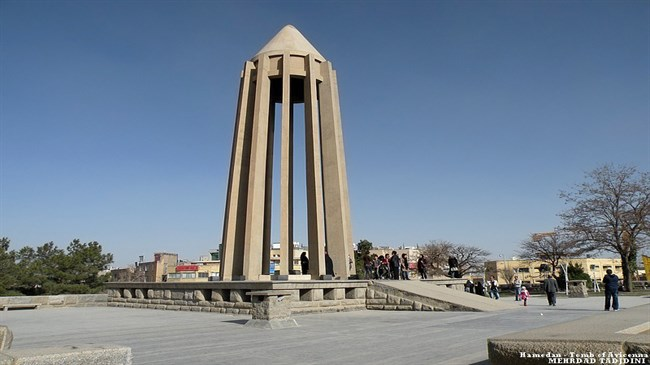 Hamedan - Tomb of Avicenna
MEHRDAD TADJDINI